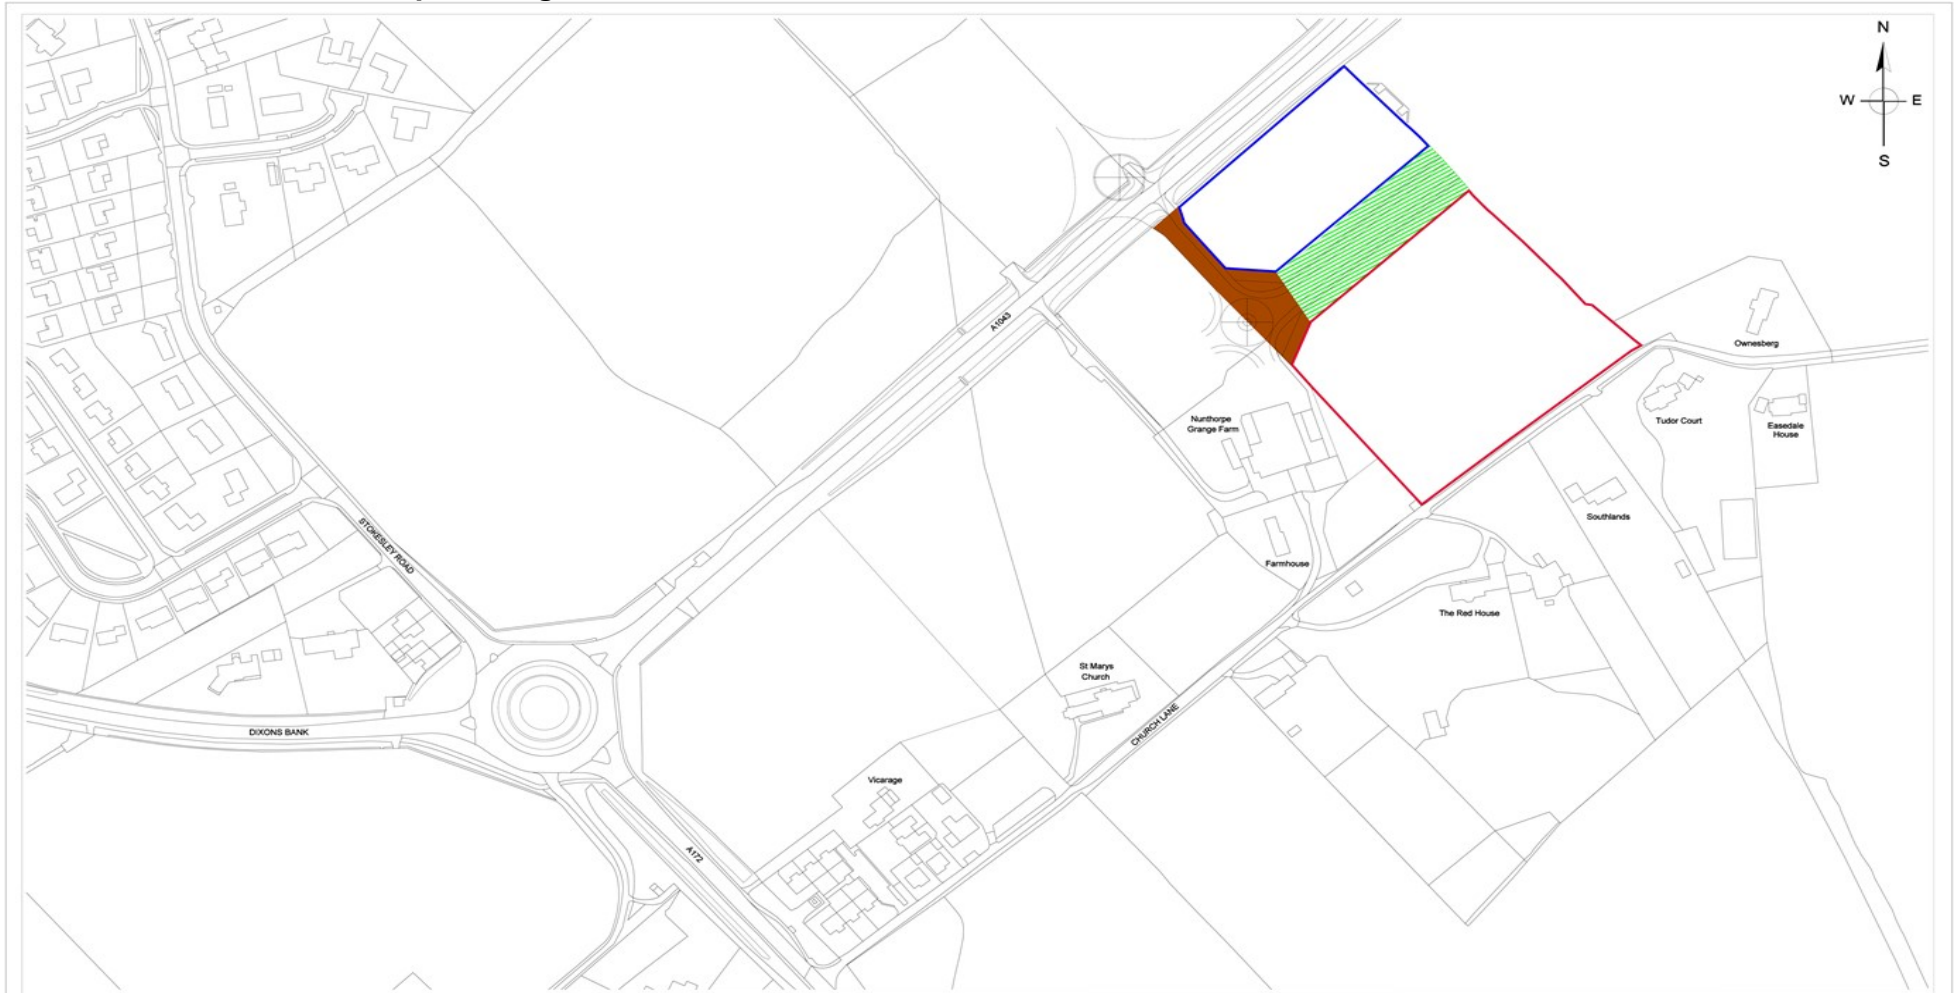 N
W E
S
A1043
Ownesberg
Nunthorpe
Grange Farm
Tudor Court
Easedale
House
Southlands
STOKESLEY ROAD
Farmhouse
The Red House
St Marys
Church
CHURCH LANE
DIXONS BANK
Vicarage
A172